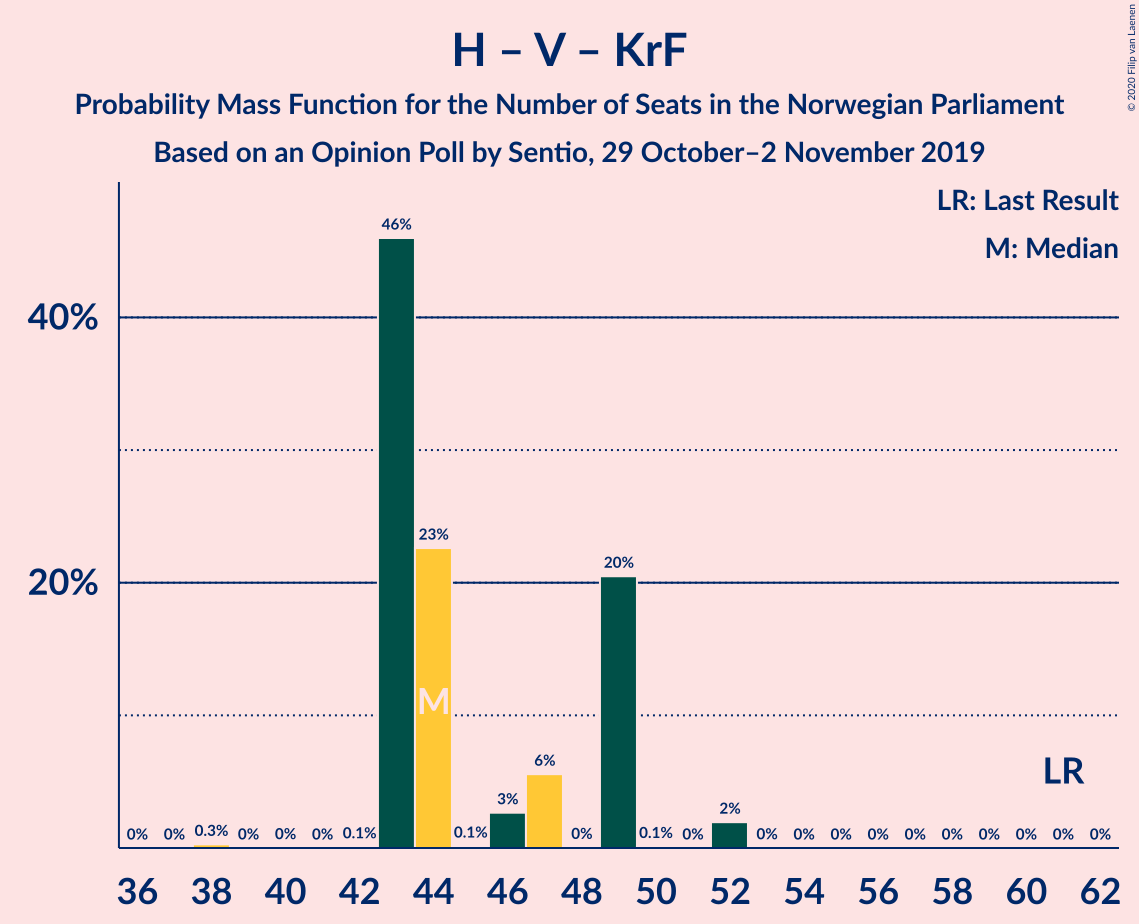 H – V – KrF
Probability Mass Function for the Number of Seats in the Norwegian Parliament
Based on an Opinion Poll by Sentio, 29 October–2 November 2019
© 2020 Filip van Laenen
LR: Last Result
M: Median
46%
40%
23%
20%
20%
M
6%
LR
3%
2%
0% 0% 0.3% 0% 0% 0% 0.1% 0.1% 0% 0.1% 0% 0% 0% 0% 0% 0% 0% 0% 0% 0% 0%
36 38 40 42 44 46 48 50 52 54 56 58 60 62